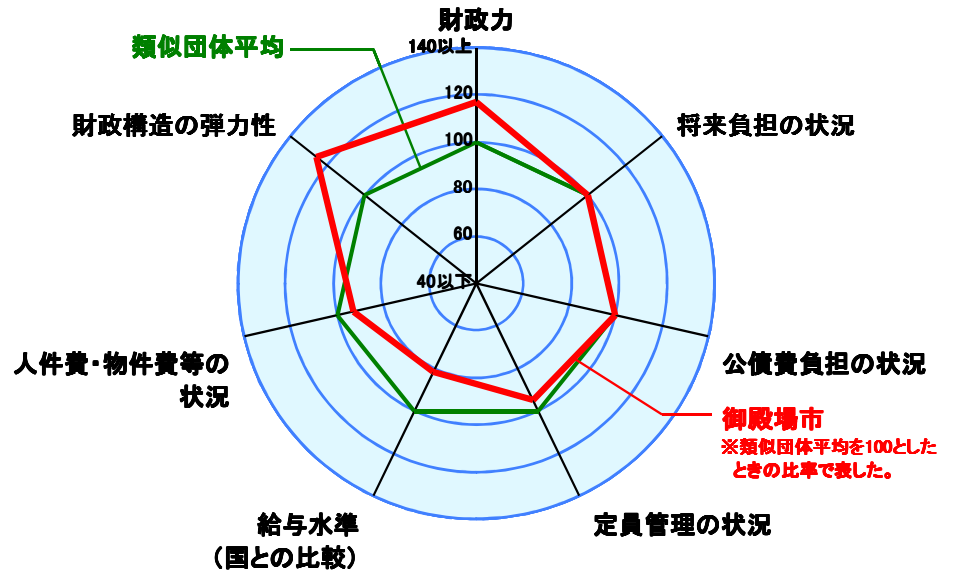 財政力
類似団体平均
140以上
120
100
80
60
40以下
財政構造の弾力性
将来負担の状況
人件費・物件費等の
状況
公債費負担の状況
御殿場市
※類似団体平均を100とした
ときの比率で表した。
給与水準
（国との比較）
定員管理の状況